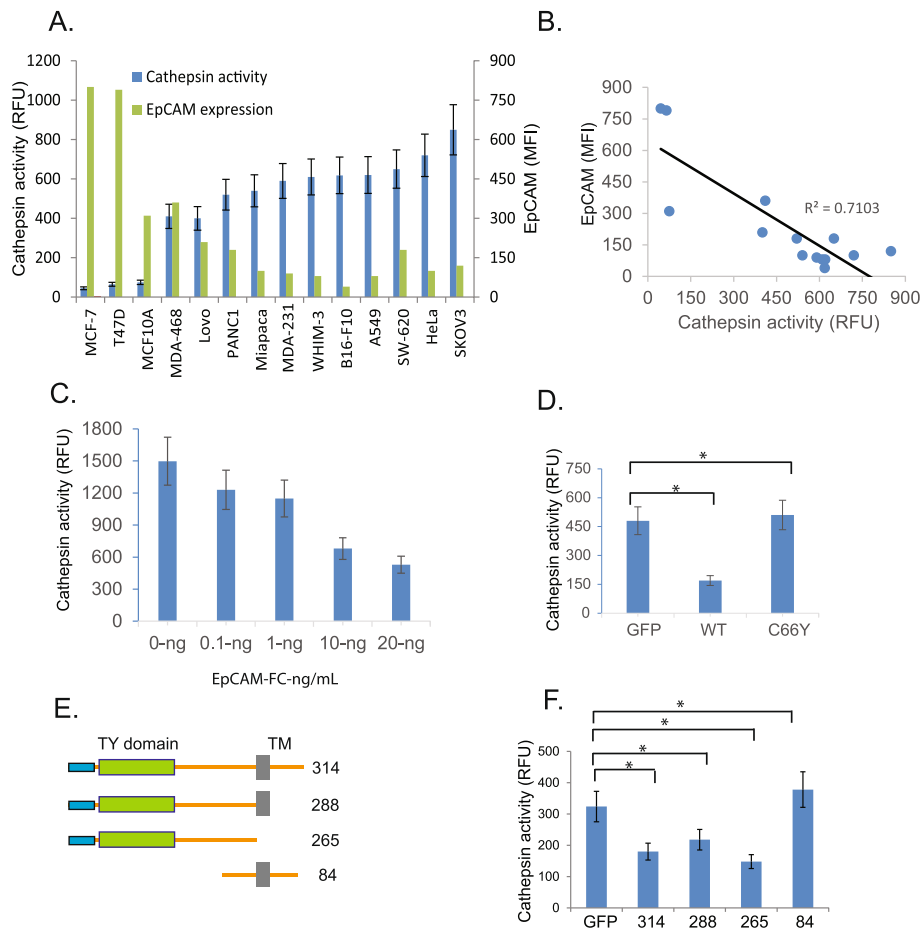 A.
Cathepsin activity (RFU)
1200
1000
800
600
400
200
0
Cathepsin activity
EpCAM expression
900
750
600
450
300
150
0
EpCAM (MFI)
MCF-7
T47D
MCF10A
MDA-468
Lovo
PANC1
Miapaca
MDA-231
WHIM-3
B16-F10
A549
SW-620
HeLa
SKOV3
B.
EpCAM (MFI)
900
750
600
450
300
150
0
R² = 0.7103
0 150 300 450 600 750 900
Cathepsin activity (RFU)
C.
Cathepsin activity (RFU)
1800
1500
1200
900
600
300
0
0-ng 0.1-ng 1-ng 10-ng 20-ng
EpCAM-FC-ng/mL
D.
Cathepsin activity (RFU)
750
600
450
300
150
0
*
*
GFP WT C66Y
E.
TY domain TM
314
288
265
84
F.
Cathepsin activity (RFU)
500
400
300
200
100
0
*
*
*
*
GFP 314 288 265 84